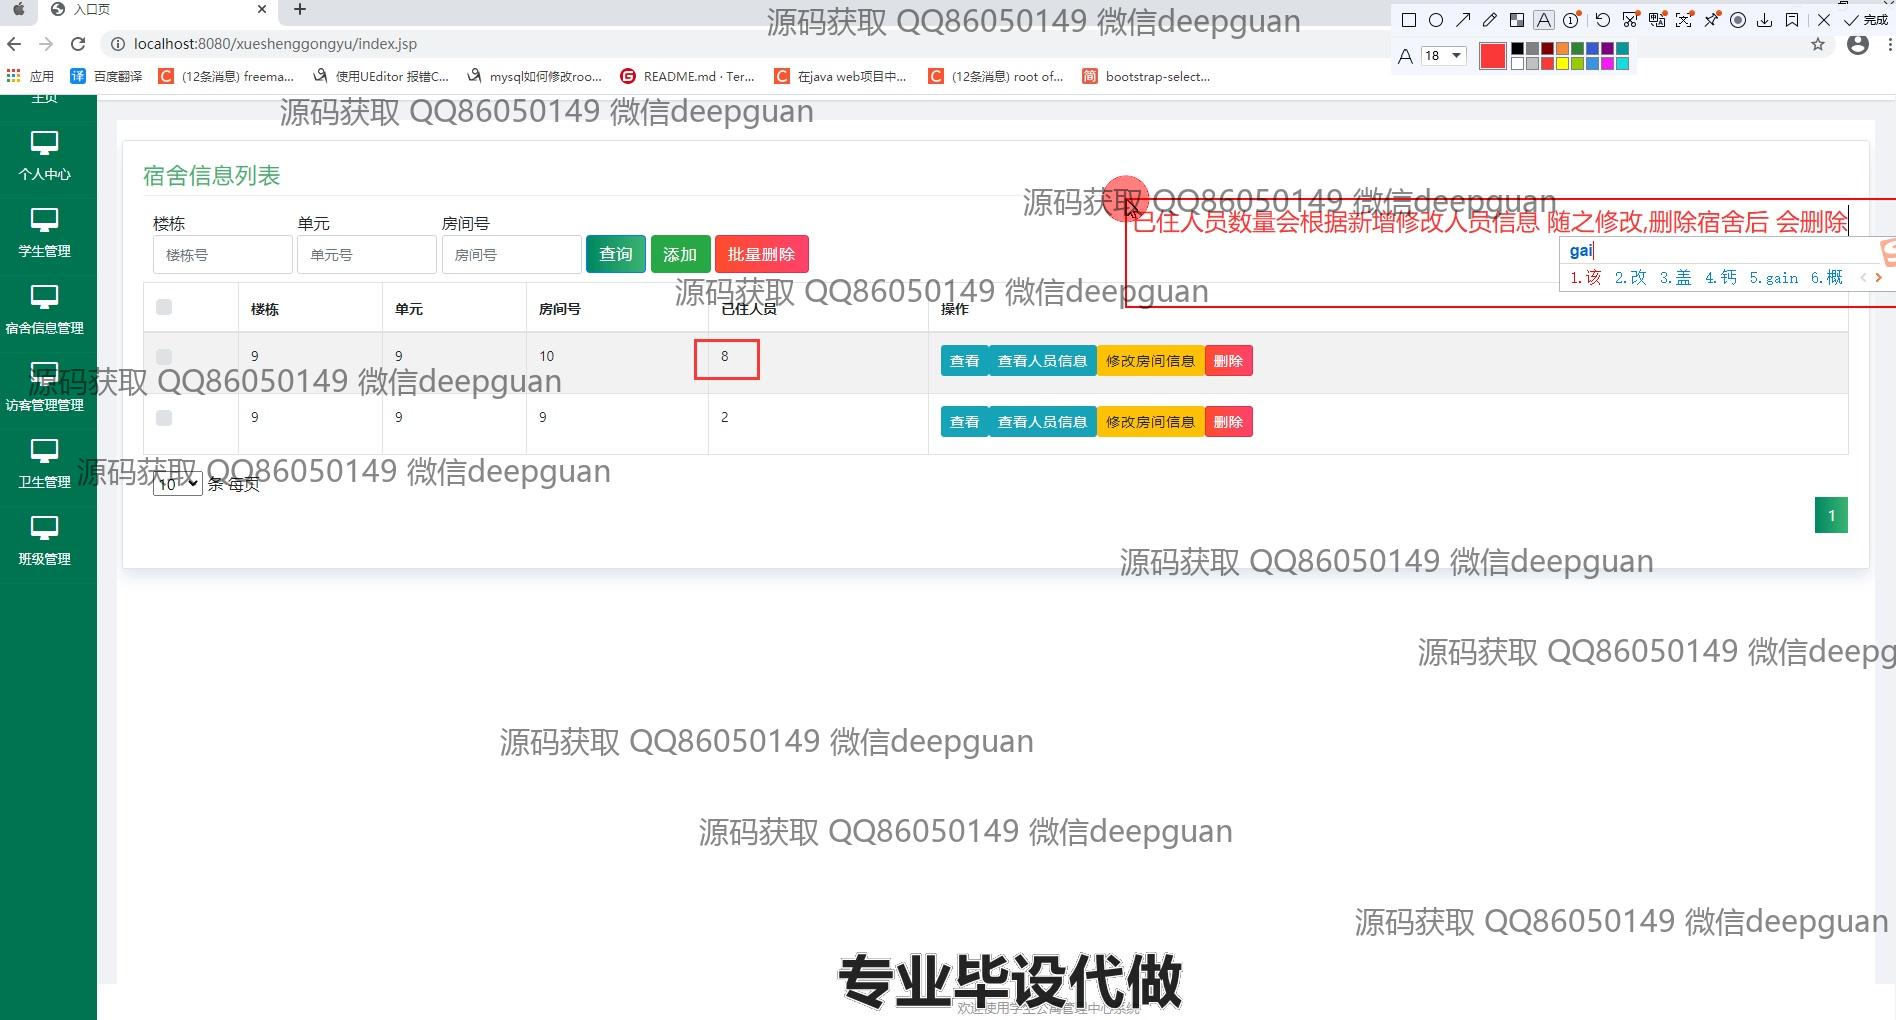 入口页
源码获取 QQ86050149 微信deepguan
完成
localhost:8080/xueshenggongyu/index.jsp
A 18
应用 百度翻译 (12条消息) freema... 使用UEditor 报错C... mysql如何修改roo... README.md · Ter... 在java web项目中... (12条消息) root of... bootstrap-select...
主页
源码获取 QQ86050149 微信deepguan
个人中心
宿舍信息列表
源码获取 QQ86050149 微信deepguan
已住人员数量会根据新增修改人员信息 随之修改,删除宿舍后 会删除
楼栋 单元 房间号
学生管理
楼栋号 单元号 房间号 查询 添加 批量删除
gai
1.该 2.改 3.盖 4.钙 5.gain 6.概
源码获取 QQ86050149 微信deepguan
楼栋 单元 房间号 已住人员 操作
宿舍信息管理
9 9 10 8 查看 查看人员信息 修改房间信息 删除
源码获取 QQ86050149 微信deepguan
访客管理管理
9 9 9 2 查看 查看人员信息 修改房间信息 删除
源码获取 QQ86050149 微信deepguan
卫生管理
10 条 每页
1
班级管理
源码获取 QQ86050149 微信deepguan
源码获取 QQ86050149 微信deepg
源码获取 QQ86050149 微信deepguan
源码获取 QQ86050149 微信deepguan
源码获取 QQ86050149 微信deepguan
专业毕设代做
欢迎使用学生公寓管理中心系统